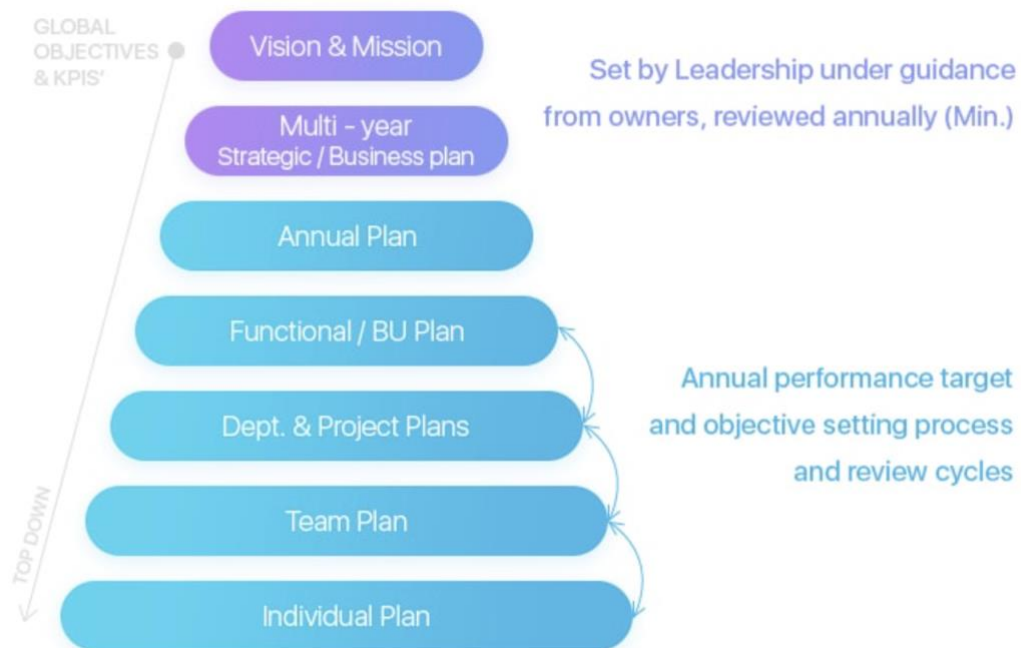 GLOBAL
OBJECTIVES
& KPIS'
Vision & Mission
Set by Leadership under guidance
from owners, reviewed annually (Min.)
Multi - year
Strategic / Business plan
Annual Plan
Functional / BU Plan
Annual performance target
and objective setting process
and review cycles
Dept. & Project Plans
TOP DOWN
Team Plan
Individual Plan